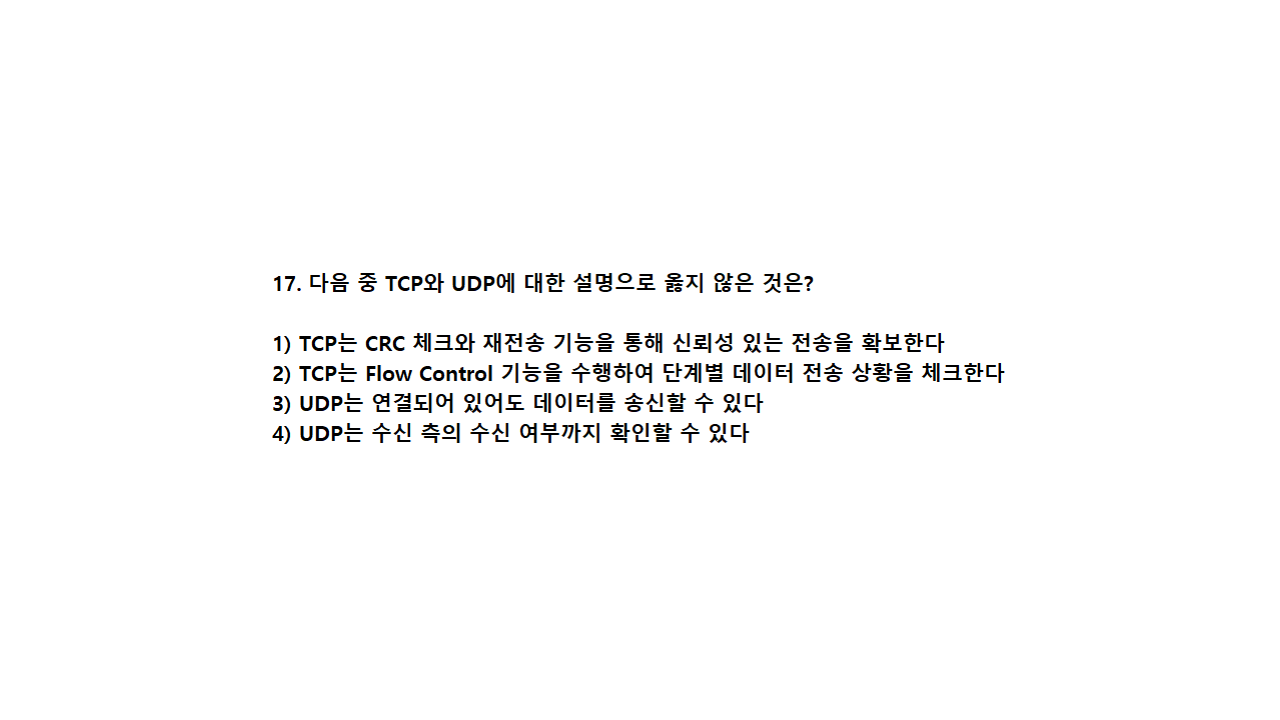 17. 다음 중 TCP와 UDP에 대한 설명으로 옳지 않은 것은?
1) TCP는 CRC 체크와 재전송 기능을 통해 신뢰성 있는 전송을 확보한다
2) TCP는 Flow Control 기능을 수행하여 단계별 데이터 전송 상황을 체크한다
3) UDP는 연결되어 있어도 데이터를 송신할 수 있다
4) UDP는 수신 측의 수신 여부까지 확인할 수 있다